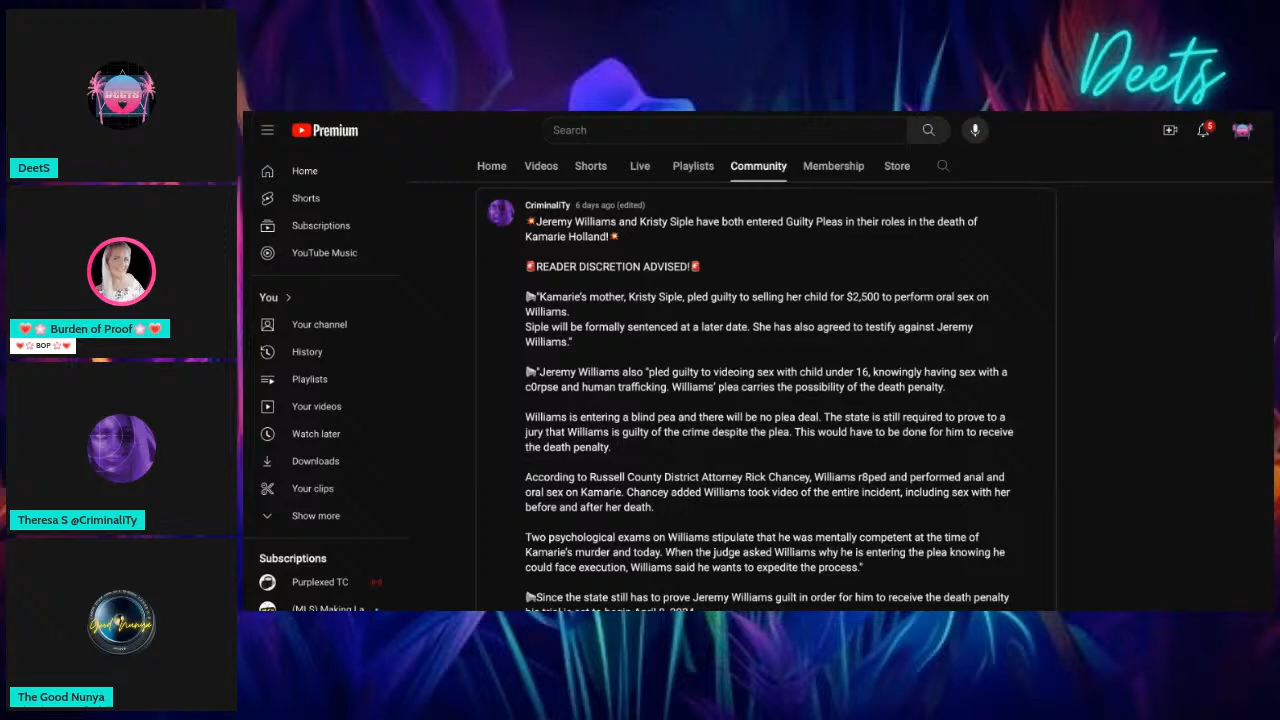 Deets
DEETS
DeetS
❤️🌸 Burden of Proof🌸❤️
❤️🌸 BOP 🌸❤️
Theresa S @CriminaliTy
Good Nunya
The Good Nunya
Premium
Search
5
Home
Shorts
Subscriptions
YouTube Music
You
Your channel
History
Playlists
Your videos
Watch later
Downloads
Your clips
Show more
Subscriptions
Purplexed TC
(MLS) Making La
Home Videos Shorts Live Playlists Community Membership Store
CriminaliTy 6 days ago (edited)
💥Jeremy Williams and Kristy Siple have both entered Guilty Pleas in their roles in the death of
Kamarie Holland!💥
🚨READER DISCRETION ADVISED!🚨
"Kamarie's mother, Kristy Siple, pled guilty to selling her child for $2,500 to perform oral sex on
Williams.
Siple will be formally sentenced at a later date. She has also agreed to testify against Jeremy
Williams."
"Jeremy Williams also "pled guilty to videoing sex with child under 16, knowingly having sex with a
c0rpse and human trafficking. Williams' plea carries the possibility of the death penalty.
Williams is entering a blind pea and there will be no plea deal. The state is still required to prove to a
jury that Williams is guilty of the crime despite the plea. This would have to be done for him to receive
the death penalty.
According to Russell County District Attorney Rick Chancey, Williams r8ped and performed anal and
oral sex on Kamarie. Chancey added Williams took video of the entire incident, including sex with her
before and after her death.
Two psychological exams on Williams stipulate that he was mentally competent at the time of
Kamarie's murder and today. When the judge asked Williams why he is entering the plea knowing he
could face execution, Williams said he wants to expedite the process."
Since the state still has to prove Jeremy Williams guilt in order for him to receive the death penalty